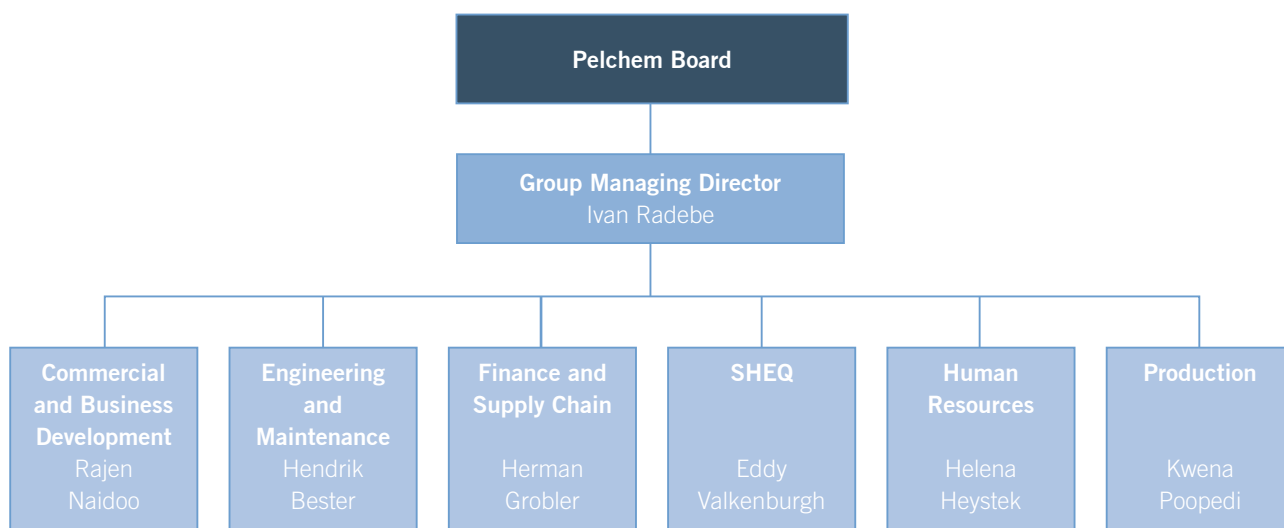 Pelchem Board
Group Managing Director
Ivan Radebe
Commercial
and Business
Development
Rajen
Naidoo
Engineering
and
Maintenance
Hendrik
Bester
Finance and
Supply Chain
Herman
Grobler
SHEQ
Eddy
Valkenburgh
Human
Resources
Helena
Heystek
Production
Kwena
Poopedi